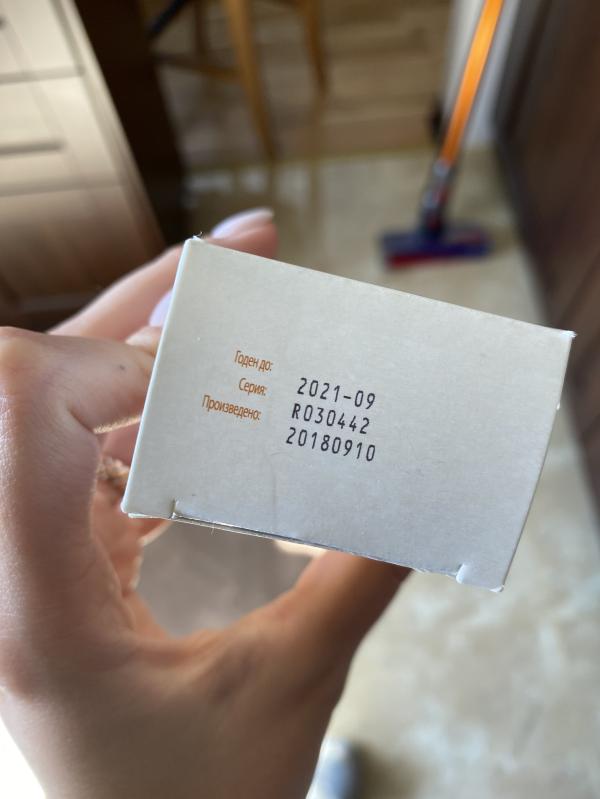 Годен до: 2021-09
Серия: R030442
Произведено: 20180910